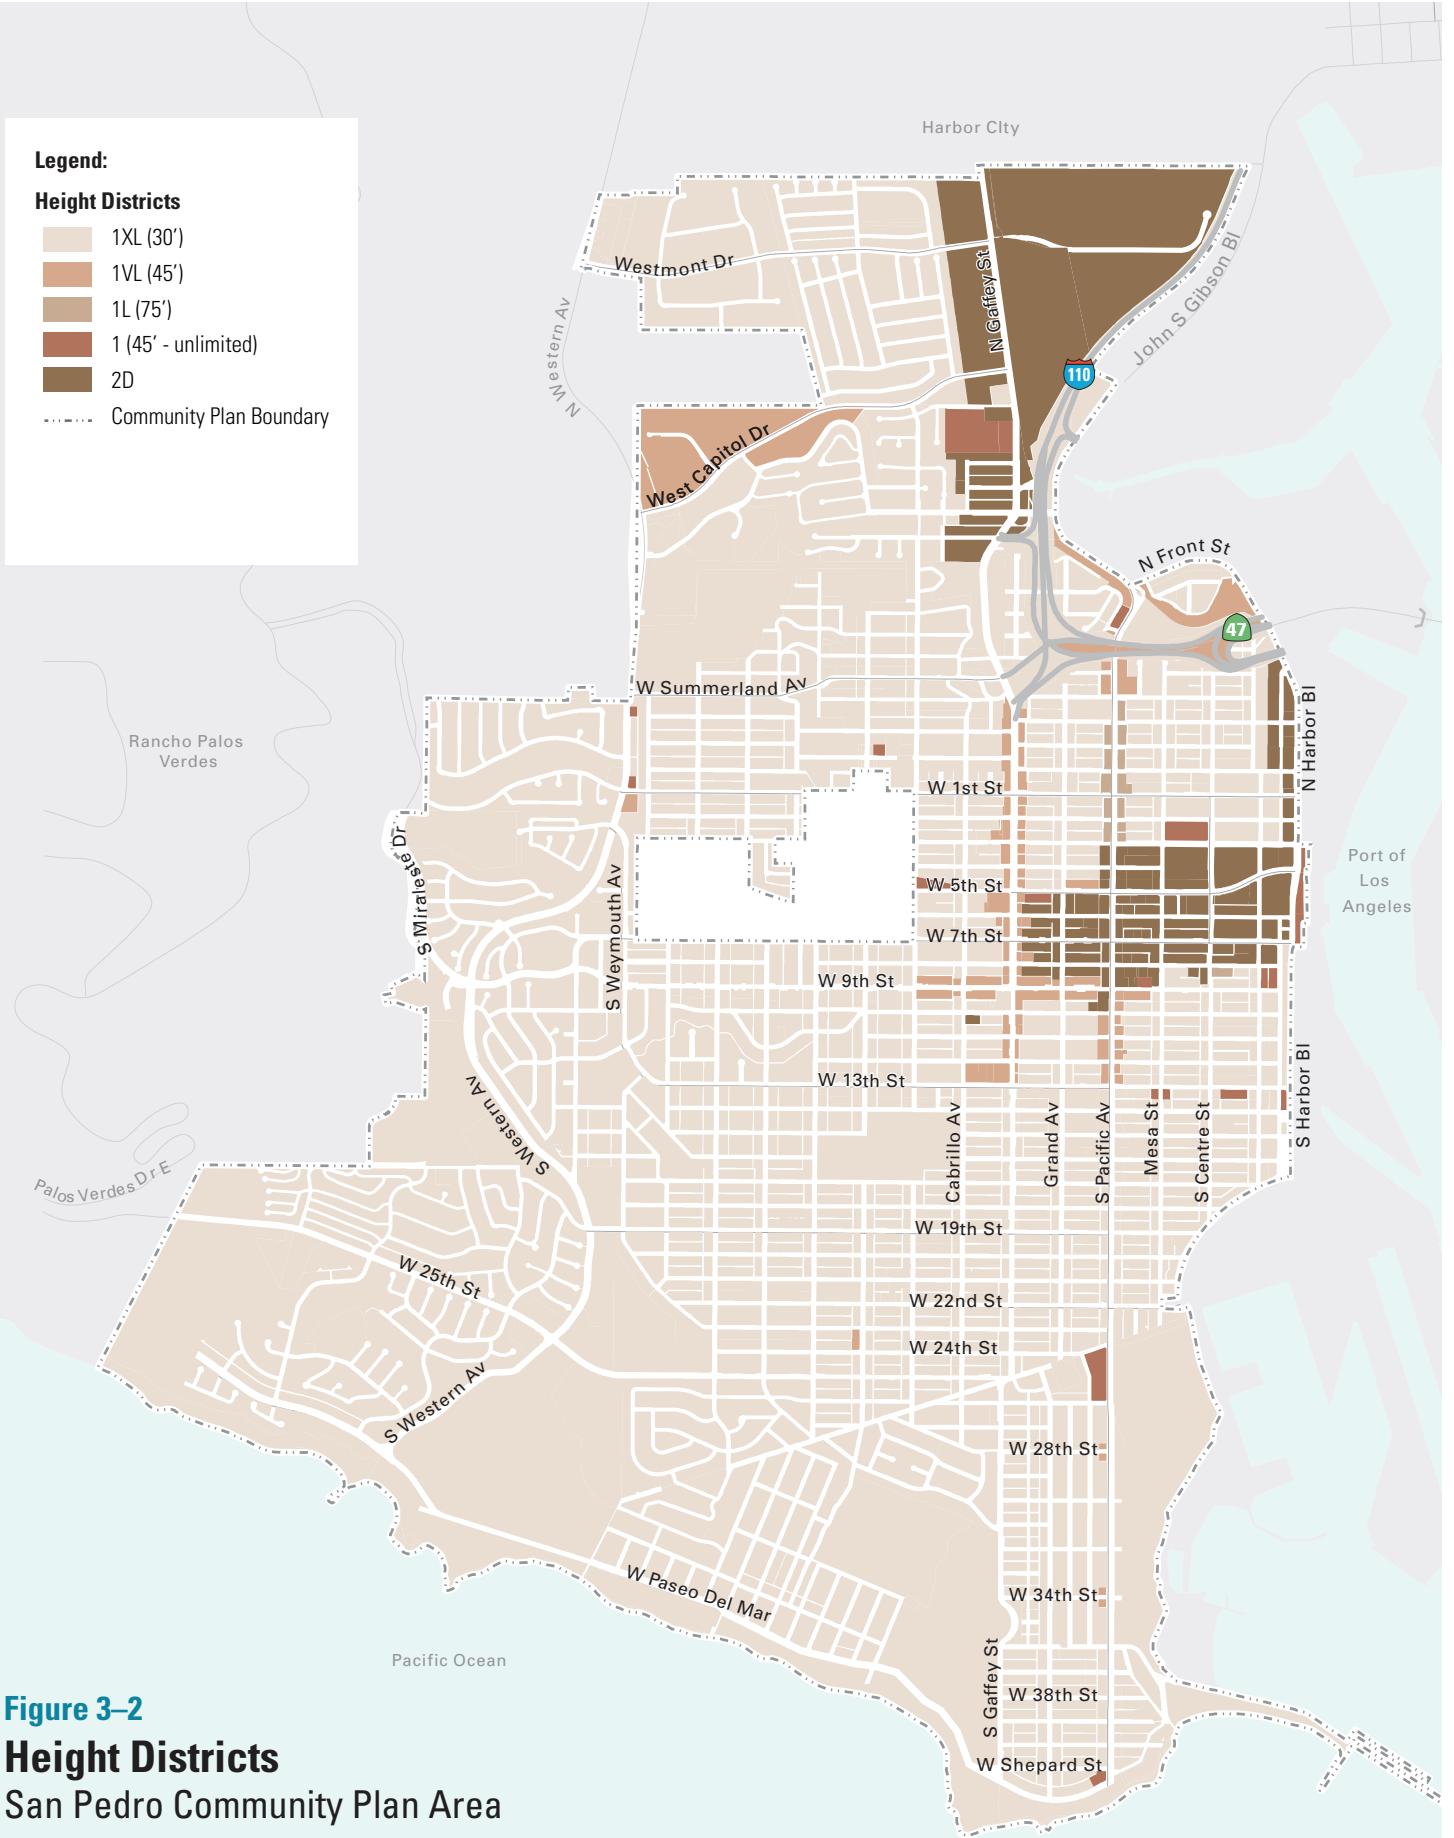 Harbor CIty
Legend:
Height Districts
1XL (30’)
1VL (45’)
1L (75’)
1 (45’ - unlimited)
2D
Community Plan Boundary
Westmont Dr
N Gaffey St
John S Gibson Bl
N Western Av
110
West Capitol Dr
N Front St
47
W Summerland Av
N Harbor Bl
Rancho Palos
Verdes
W 1st St
S Miraleste Dr
S Weymouth Av
W 5th St
Port of
Los
Angeles
W 7th St
W 9th St
W 13th St
S Western Av
Cabrillo Av
Grand Av
S Pacific Av
Mesa St
S Centre St
S Harbor Bl
Palos Verdes Dr E
W 19th St
W 25th St
W 22nd St
W 24th St
S Western Av
W 28th St
W Paseo Del Mar
W 34th St
Pacific Ocean
S Gaffey St
W 38th St
W Shepard St
Figure 3–2
Height Districts
San Pedro Community Plan Area